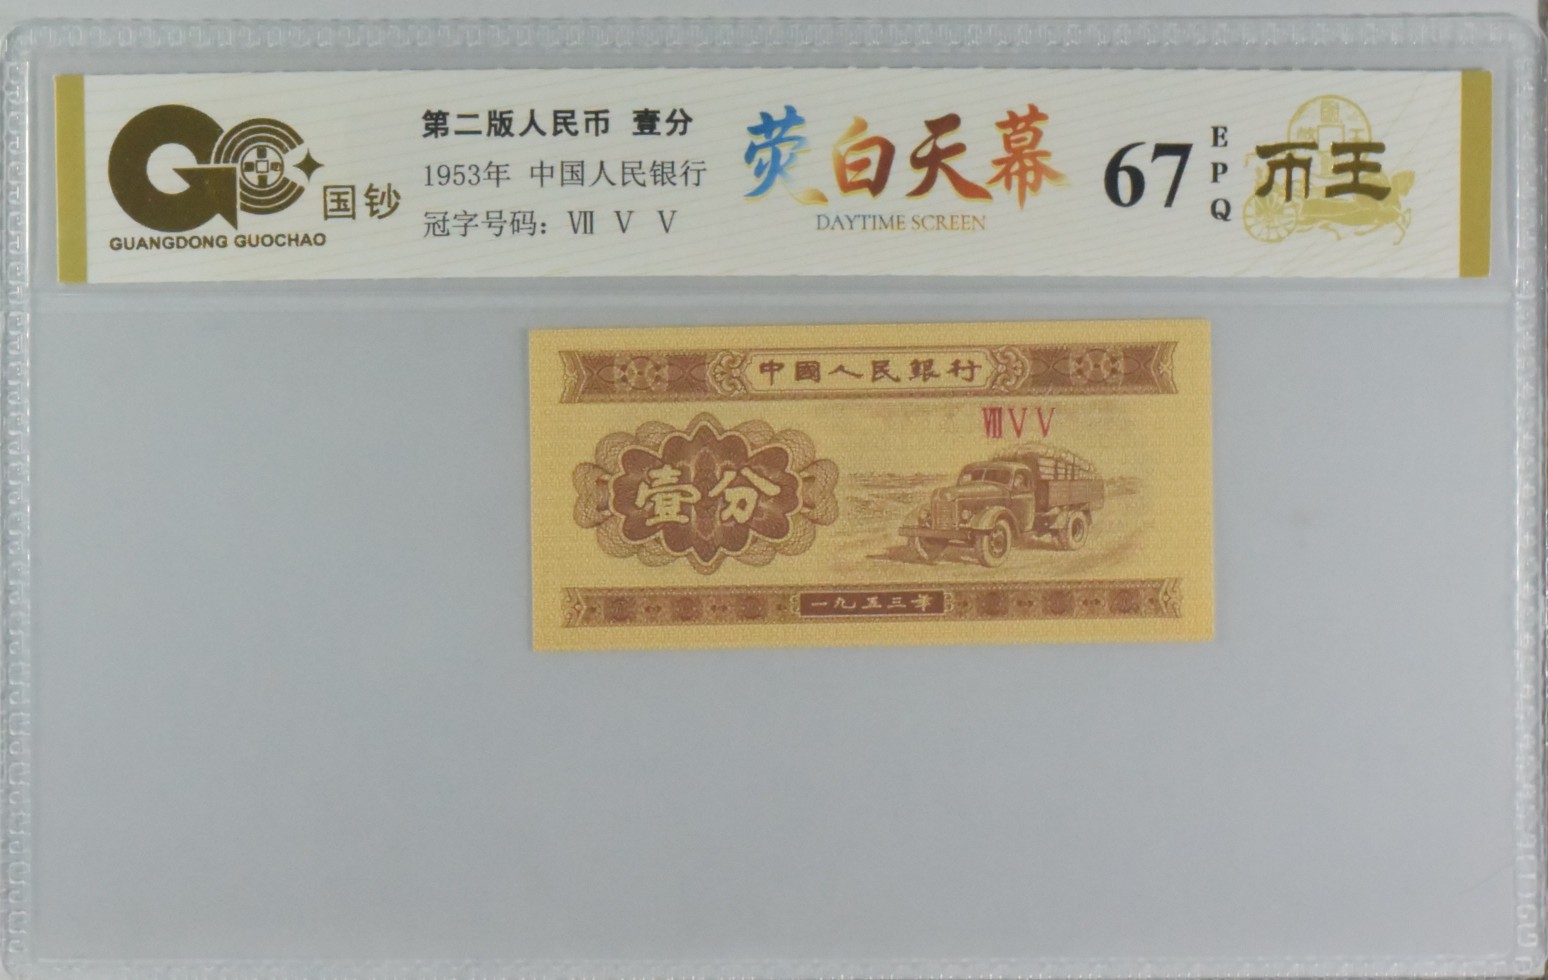 国钞
GUANGDONG GUOCHAO
第二版人民币 壹分
1953年 中国人民银行
冠字号码：Ⅶ Ⅴ Ⅴ
荧白天幕
DAYTIME SCREEN
67
EPQ
币王
中國人民銀行
ⅦⅤⅤ
壹分
一九五三年